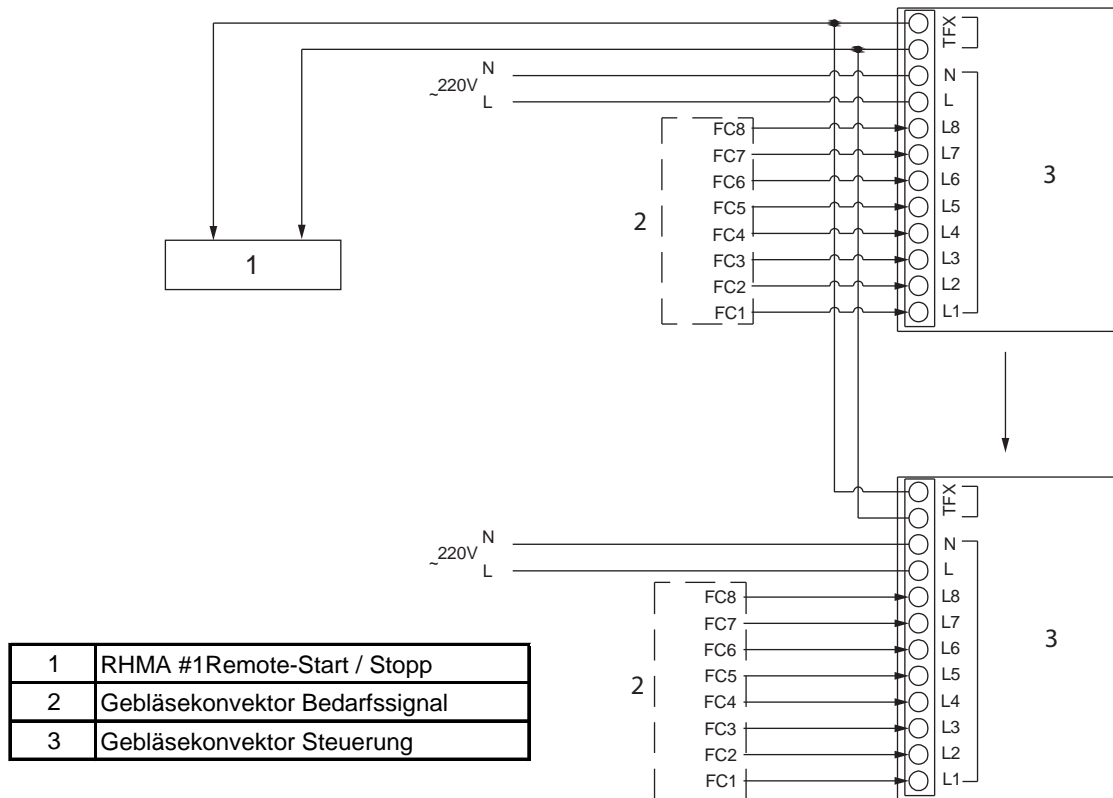 TFX
N
~220V
L
N
L
FC8
FC7
FC6
FC5
FC4
FC3
FC2
FC1
L8
L7
L6
L5
L4
L3
L2
L1
2
3
1
TFX
N
~220V
L
N
L
FC8
FC7
FC6
FC5
FC4
FC3
FC2
FC1
L8
L7
L6
L5
L4
L3
L2
L1
2
3
1 RHMA #1Remote-Start / Stopp
2 Gebläsekonvektor Bedarfssignal
3 Gebläsekonvektor Steuerung